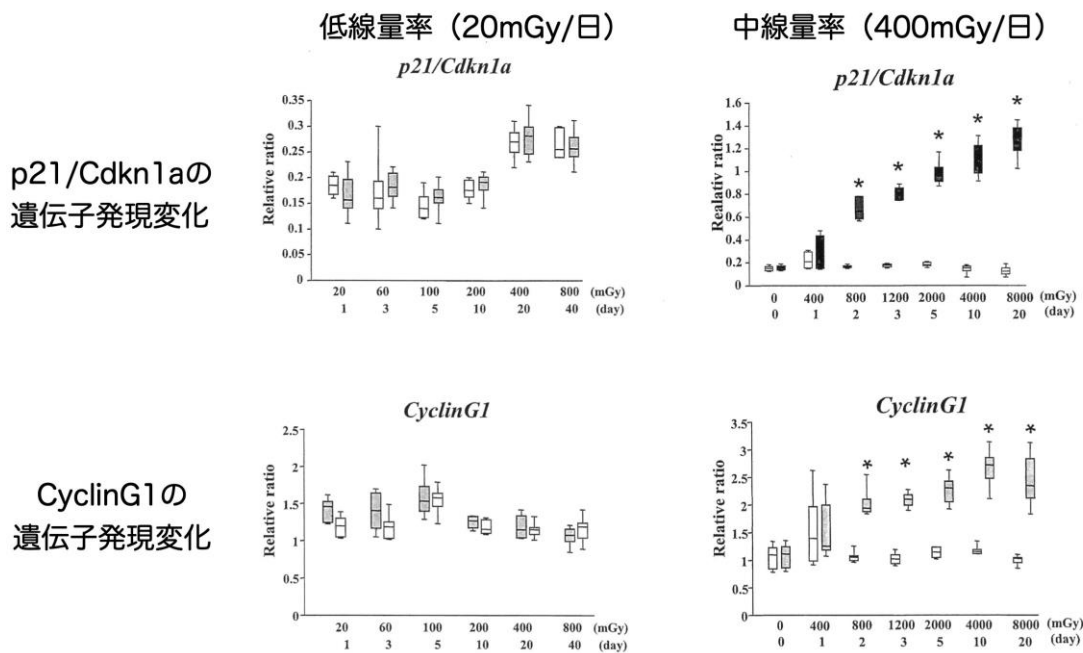 低線量率（20mGy/日）
中線量率（400mGy/日）
p21/Cdkn1aの
遺伝子発現変化
p21/Cdkn1a
Relative ratio
0.35
0.3
0.25
0.2
0.15
0.1
0.05
0
20 60 100 200 400 800 (mGy)
1 3 5 10 20 40 (day)
p21/Cdkn1a
Realativ ratio
1.6
1.4
1.2
1.0
0.8
0.6
0.4
0.2
0
* * * * *
0 400 800 1200 2000 4000 8000 (mGy)
0 1 2 3 5 10 20 (day)
CyclinG1の
遺伝子発現変化
CyclinG1
Relative ratio
2.5
2
1.5
1
0.5
0
20 60 100 200 400 800 (mGy)
1 3 5 10 20 40 (day)
CyclinG1
Relative ratio
3.5
3.0
2.5
2.0
1.5
1
0.5
0
* * * * *
0 400 800 1200 2000 4000 8000 (mGy)
0 1 2 3 5 10 20 (day)